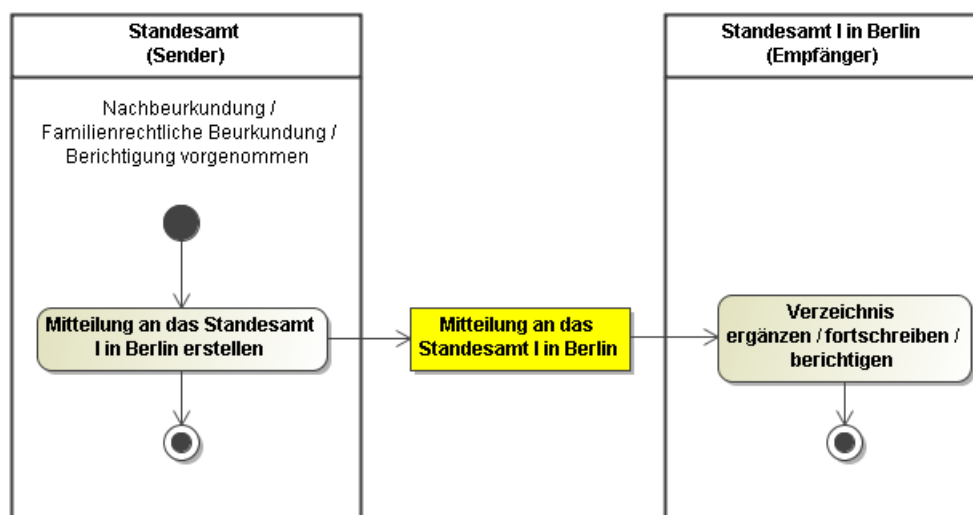 Standesamt
(Sender)
Standesamt I in Berlin
(Empfänger)
Nachbeurkundung /
Familienrechtliche Beurkundung /
Berichtigung vorgenommen
Mitteilung an das Standesamt
I in Berlin erstellen
Mitteilung an das
Standesamt I in Berlin
Verzeichnis
ergänzen / fortschreiben /
berichtigen